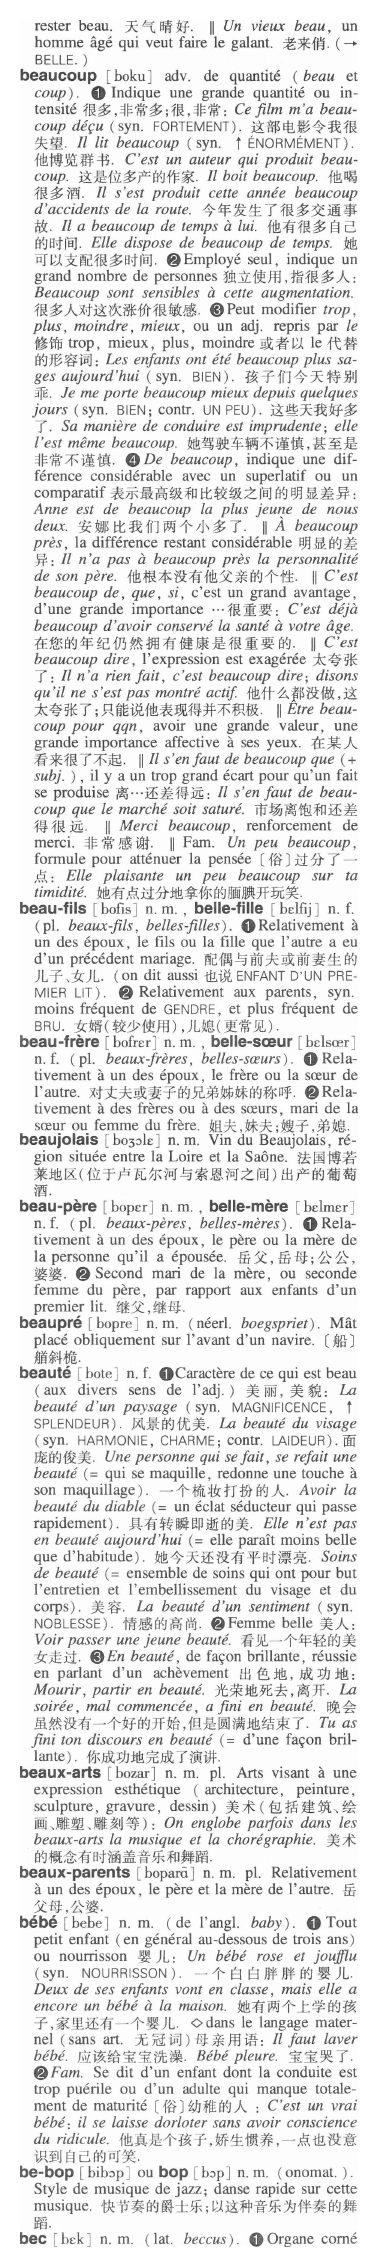 rester beau. 天气晴好. ‖ Un vieux beau, un
homme âgé qui veut faire le galant. 老来俏. (→
BELLE. )
beaucoup [boku] adv. de quantité (beau et
coup). ❶ Indique une grande quantité ou in-
tensité 很多,非常多;很,非常: Ce film m'a beau-
coup déçu (syn. FORTEMENT). 这部电影令我很
失望. Il lit beaucoup (syn. ↑ ÉNORMÉMENT).
他博览群书. C'est un auteur qui produit beau-
coup. 这是位多产的作家. Il boit beaucoup. 他喝
很多酒. Il s'est produit cette année beaucoup
d'accidents de la route. 今年发生了很多交通事
故. Il a beaucoup de temps à lui. 他有很多自己
的时间. Elle dispose de beaucoup de temps. 她
可以支配很多时间. ❷ Employé seul, indique un
grand nombre de personnes 独立使用,指很多人:
Beaucoup sont sensibles à cette augmentation.
很多人对这次涨价很敏感. ❸ Peut modifier trop,
plus, moindre, mieux, ou un adj. repris par le
修饰 trop, mieux, plus, moindre 或者以 le 代替
的形容词: Les enfants ont été beaucoup plus sa-
ges aujourd'hui (syn. BIEN). 孩子们今天特别
乖. Je me porte beaucoup mieux depuis quelques
jours (syn. BIEN; contr. UN PEU). 这些天我好多
了. Sa manière de conduire est imprudente; elle
l'est même beaucoup. 她驾驶车辆不谨慎,甚至是
非常不谨慎. ❹ De beaucoup, indique une dif-
férence considérable avec un superlatif ou un
comparatif 表示最高级和比较级之间的明显差异:
Anne est de beaucoup la plus jeune de nous
deux. 安娜比我们两个小多了. ‖ À beaucoup
près, la différence restant considérable 明显的差
异: Il n'a pas à beaucoup près la personnalité
de son père. 他根本没有他父亲的个性. ‖ C'est
beaucoup de, que, si, c'est un grand avantage,
d'une grande importance …很重要: C'est déjà
beaucoup d'avoir conservé la santé à votre âge.
在您的年纪仍然拥有健康是很重要的. ‖ C'est
beaucoup dire, l'expression est exagérée 太夸张
了: Il n'a rien fait, c'est beaucoup dire; disons
qu'il ne s'est pas montré actif. 他什么都没做,这
太夸张了;只能说他表现得并不积极. ‖ Être beau-
coup pour qqn, avoir une grande valeur, une
grande importance affective à ses yeux. 在某人
看来很了不起. ‖ Il s'en faut de beaucoup que (+
subj. ), il y a un trop grand écart pour qu'un fait
se produise 离…还差得远: Il s'en faut de beau-
coup que le marché soit saturé. 市场离饱和还差
得很远. ‖ Merci beaucoup, renforcement de
merci. 非常感谢. ‖ Fam. Un peu beaucoup,
formule pour atténuer la pensée〔俗〕过分了一
点: Elle plaisante un peu beaucoup sur ta
timidité. 她有点过分地拿你的腼腆开玩笑.
beau-fils [bofis] n. m. , belle-fille [bɛlfij] n. f.
(pl. beaux-fils, belles-filles). ❶ Relativement à
un des époux, le fils ou la fille que l'autre a eu
d'un précédent mariage. 配偶与前夫或前妻生的
儿子、女儿. (on dit aussi 也说 ENFANT D'UN PRE-
MIER LIT). ❷ Relativement aux parents, syn.
moins fréquent de GENDRE, et plus fréquent de
BRU. 女婿(较少使用),儿媳(更常见).
beau-frère [bofrɛr] n. m. , belle-sœur [bɛlsœr]
n. f. (pl. beaux-frères, belles-sœurs). ❶ Rela-
tivement à un des époux, le frère ou la sœur de
l'autre. 对丈夫或妻子的兄弟姊妹的称呼. ❷ Rela-
tivement à des frères ou à des sœurs, mari de la
sœur ou femme du frère. 姐夫,妹夫;嫂子,弟媳.
beaujolais [boʒɔlɛ] n. m. Vin du Beaujolais, ré-
gion située entre la Loire et la Saône. 法国博若
莱地区(位于卢瓦尔河与索恩河之间)出产的葡萄
酒.
beau-père [bopɛr] n. m. , belle-mère [bɛlmɛr]
n. f. (pl. beaux-pères, belles-mères). ❶ Rela-
tivement à un des époux, le père ou la mère de
la personne qu'il a épousée. 岳父,岳母;公公,
婆婆. ❷ Second mari de la mère, ou seconde
femme du père, par rapport aux enfants d'un
premier lit. 继父,继母.
beaupré [bopre] n. m. (néerl. boegspriet). Mât
placé obliquement sur l'avant d'un navire.〔船〕
艏斜桅.
beauté [bote] n. f. ❶ Caractère de ce qui est beau
(aux divers sens de l'adj.) 美丽,美貌: La
beauté d'un paysage (syn. MAGNIFICENCE, ↑
SPLENDEUR). 风景的优美. La beauté du visage
(syn. HARMONIE, CHARME; contr. LAIDEUR). 面
庞的俊美. Une personne qui se fait, se refait une
beauté (= qui se maquille, redonne une touche à
son maquillage). 一个梳妆打扮的人. Avoir la
beauté du diable (= un éclat séducteur qui passe
rapidement). 具有转瞬即逝的美. Elle n'est pas
en beauté aujourd'hui (= elle paraît moins belle
que d'habitude). 她今天还没有平时漂亮. Soins
de beauté (= ensemble de soins qui ont pour but
l'entretien et l'embellissement du visage et du
corps). 美容. La beauté d'un sentiment (syn.
NOBLESSE). 情感的高尚. ❷ Femme belle 美人:
Voir passer une jeune beauté. 看见一个年轻的美
女走过. ❸ En beauté, de façon brillante, réussie
en parlant d'un achèvement 出色地,成功地:
Mourir, partir en beauté. 光荣地死去,离开. La
soirée, mal commencée, a fini en beauté. 晚会
虽然没有一个好的开始,但是圆满地结束了. Tu as
fini ton discours en beauté (= d'une façon bril-
lante). 你成功地完成了演讲.
beaux-arts [bozar] n. m. pl. Arts visant à une
expression esthétique (architecture, peinture,
sculpture, gravure, dessin) 美术(包括建筑、绘
画、雕塑、雕刻等): On englobe parfois dans les
beaux-arts la musique et la chorégraphie. 美术
的概念有时涵盖音乐和舞蹈.
beaux-parents [boparɑ̃] n. m. pl. Relativement
à un des époux, le père et la mère de l'autre. 岳
父母,公婆.
bébé [bebe] n. m. (de l'angl. baby). ❶ Tout
petit enfant (en général au-dessous de trois ans)
ou nourrisson 婴儿: Un bébé rose et joufflu
(syn. NOURRISSON). 一个白白胖胖的婴儿.
Deux de ses enfants vont en classe, mais elle a
encore un bébé à la maison. 她有两个上学的孩
子,家里还有一个婴儿. ◇dans le langage mater-
nel (sans art. 无冠词) 母亲用语: Il faut laver
bébé. 应该给宝宝洗澡. Bébé pleure. 宝宝哭了.
❷ Fam. Se dit d'un enfant dont la conduite est
trop puérile ou d'un adulte qui manque totale-
ment de maturité〔俗〕幼稚的人: C'est un vrai
bébé: il se laisse dorloter sans avoir conscience
du ridicule. 他真是个孩子,娇生惯养,一点也没意
识到自己的可笑.
be-bop [bibɔp] ou bop [bɔp] n. m. (onomat. ).
Style de musique de jazz; danse rapide sur cette
musique. 快节奏的爵士乐;以这种音乐为伴奏的舞
蹈.
bec [bɛk] n. m. (lat. beccus). ❶ Organe corné